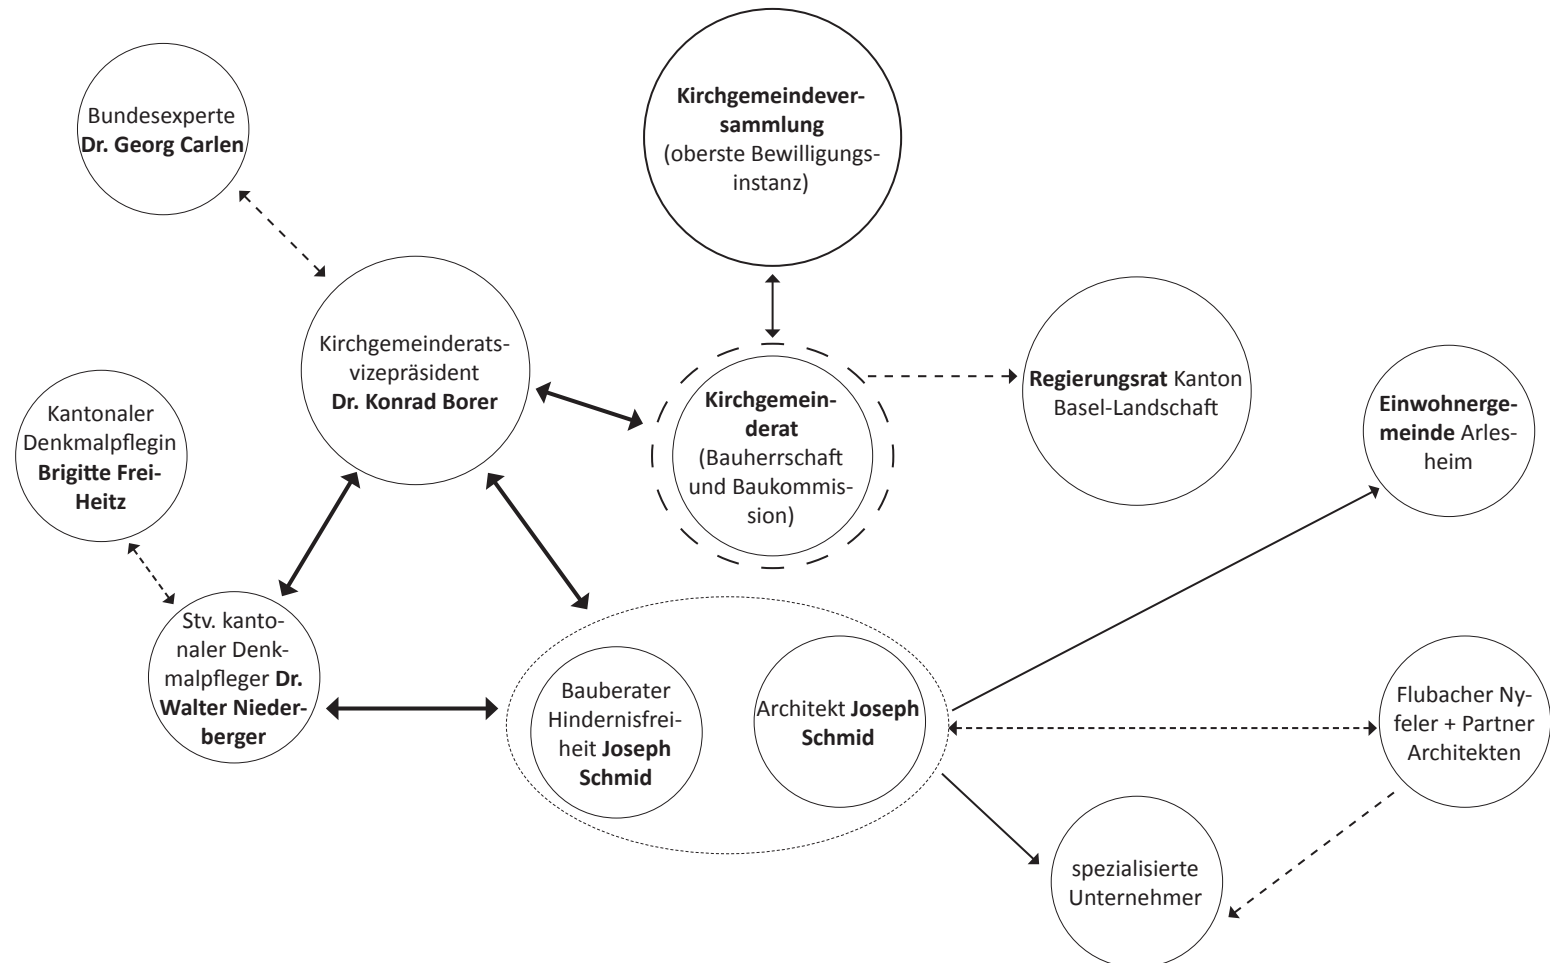 Bundesexperte
Dr. Georg Carlen
Kirchgemeindever-
sammlung
(oberste Bewilligungs-
instanz)
Kirchgemeinderats-
vizepräsident
Dr. Konrad Borer
Kirchgemein-
derat
(Bauherrschaft
und Baukommis-
sion)
Regierungsrat Kanton
Basel-Landschaft
Einwohnerge-
meinde Arles-
heim
Kantonaler
Denkmalpflegin
Brigitte Frei-
Heitz
Stv. kanto-
naler Denk-
malpfleger Dr.
Walter Nieder-
berger
Bauberater
Hindernisfrei-
heit Joseph
Schmid
Architekt Joseph
Schmid
Flubacher Ny-
feler + Partner
Architekten
spezialisierte
Unternehmer